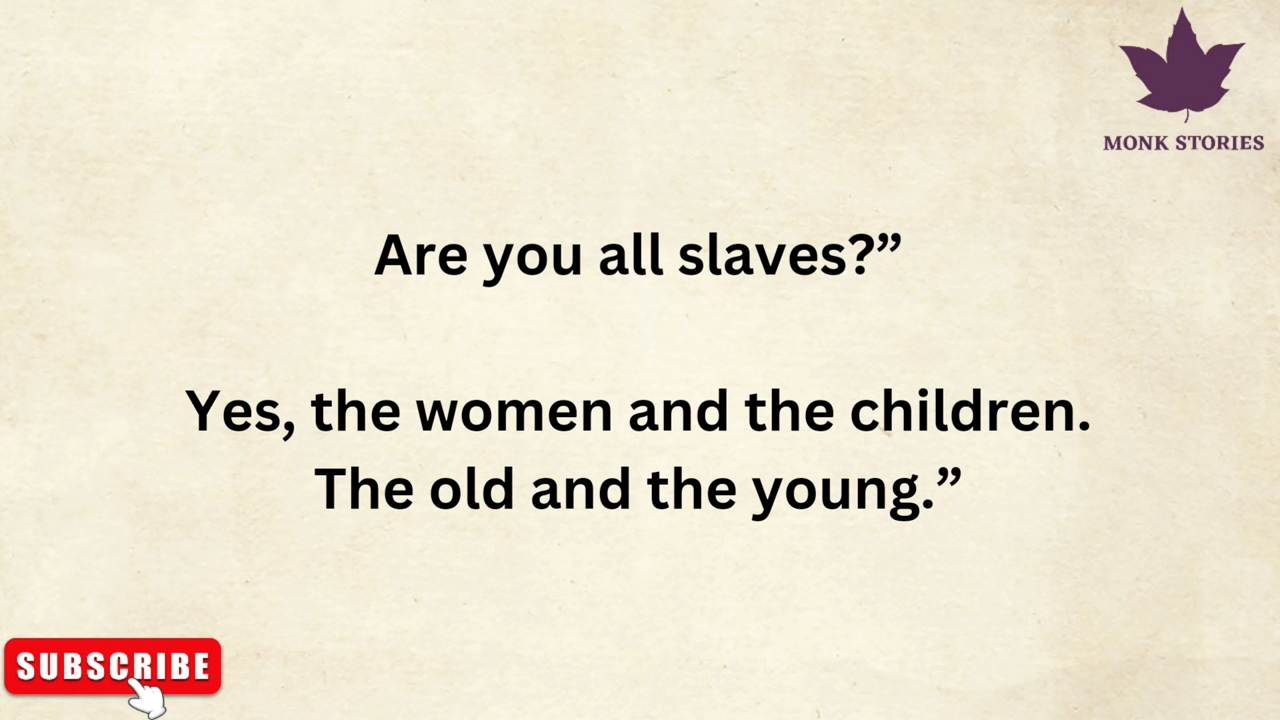 MONK STORIES
Are you all slaves?”
Yes, the women and the children.
The old and the young.”
SUBSCRIBE